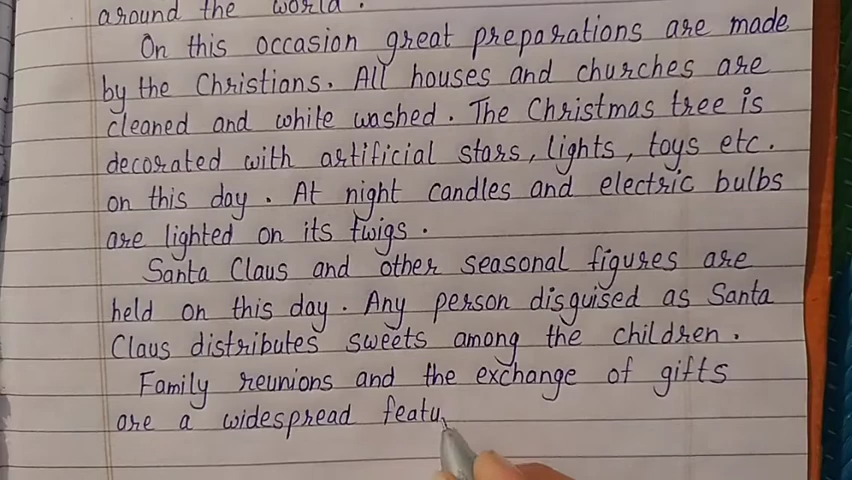 around the world.
On this occasion great preparations are made
by the Christians. All houses and churches are
cleaned and white washed. The Christmas tree is
decorated with artificial stars, lights, toys etc.
on this day. At night candles and electric bulbs
are lighted on its twigs.
Santa Claus and other seasonal figures are
held on this day. Any person disguised as Santa
Claus distributes sweets among the children.
Family reunions and the exchange of gifts
are a widespread featu